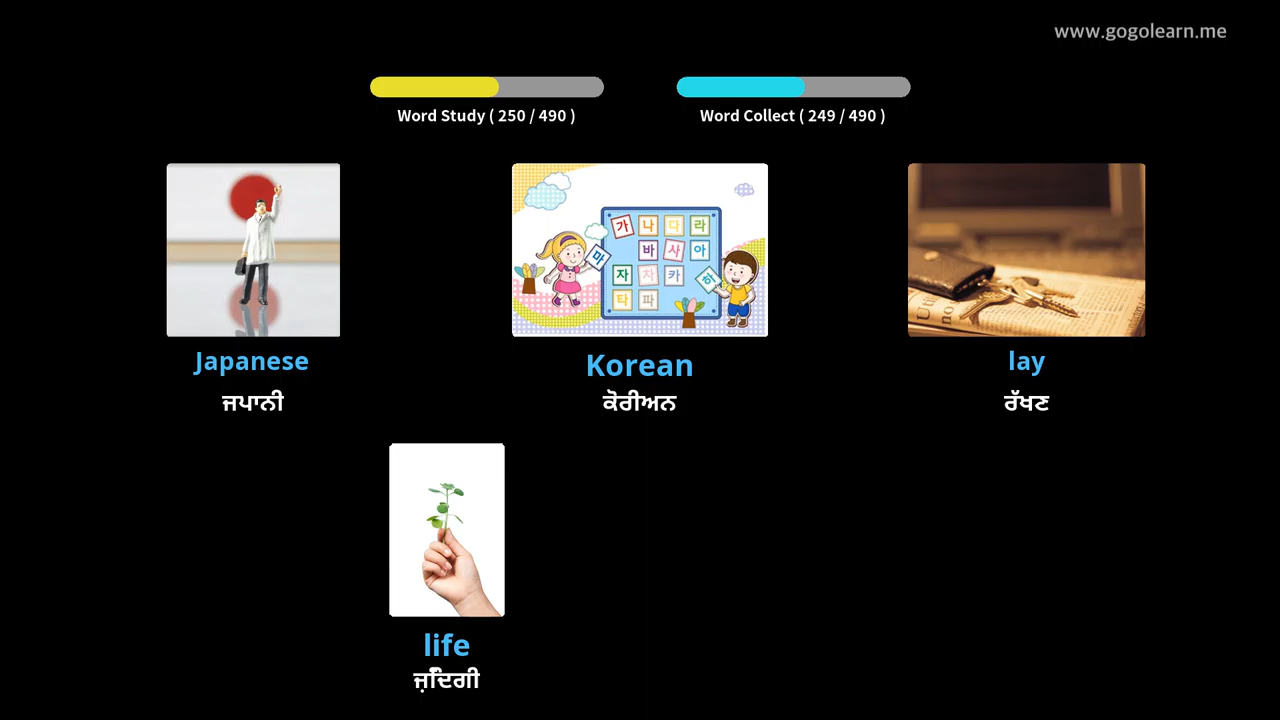 www.gogolearn.me
Word Study ( 250 / 490 )
Word Collect ( 249 / 490 )
가 나 다 라
마 바 사 아
자 차 카 하
타 파
Japanese
ਜਪਾਨੀ
Korean
ਕੋਰੀਅਨ
lay
ਰੱਖਣ
life
ਜ਼ਿੰਦਗੀ